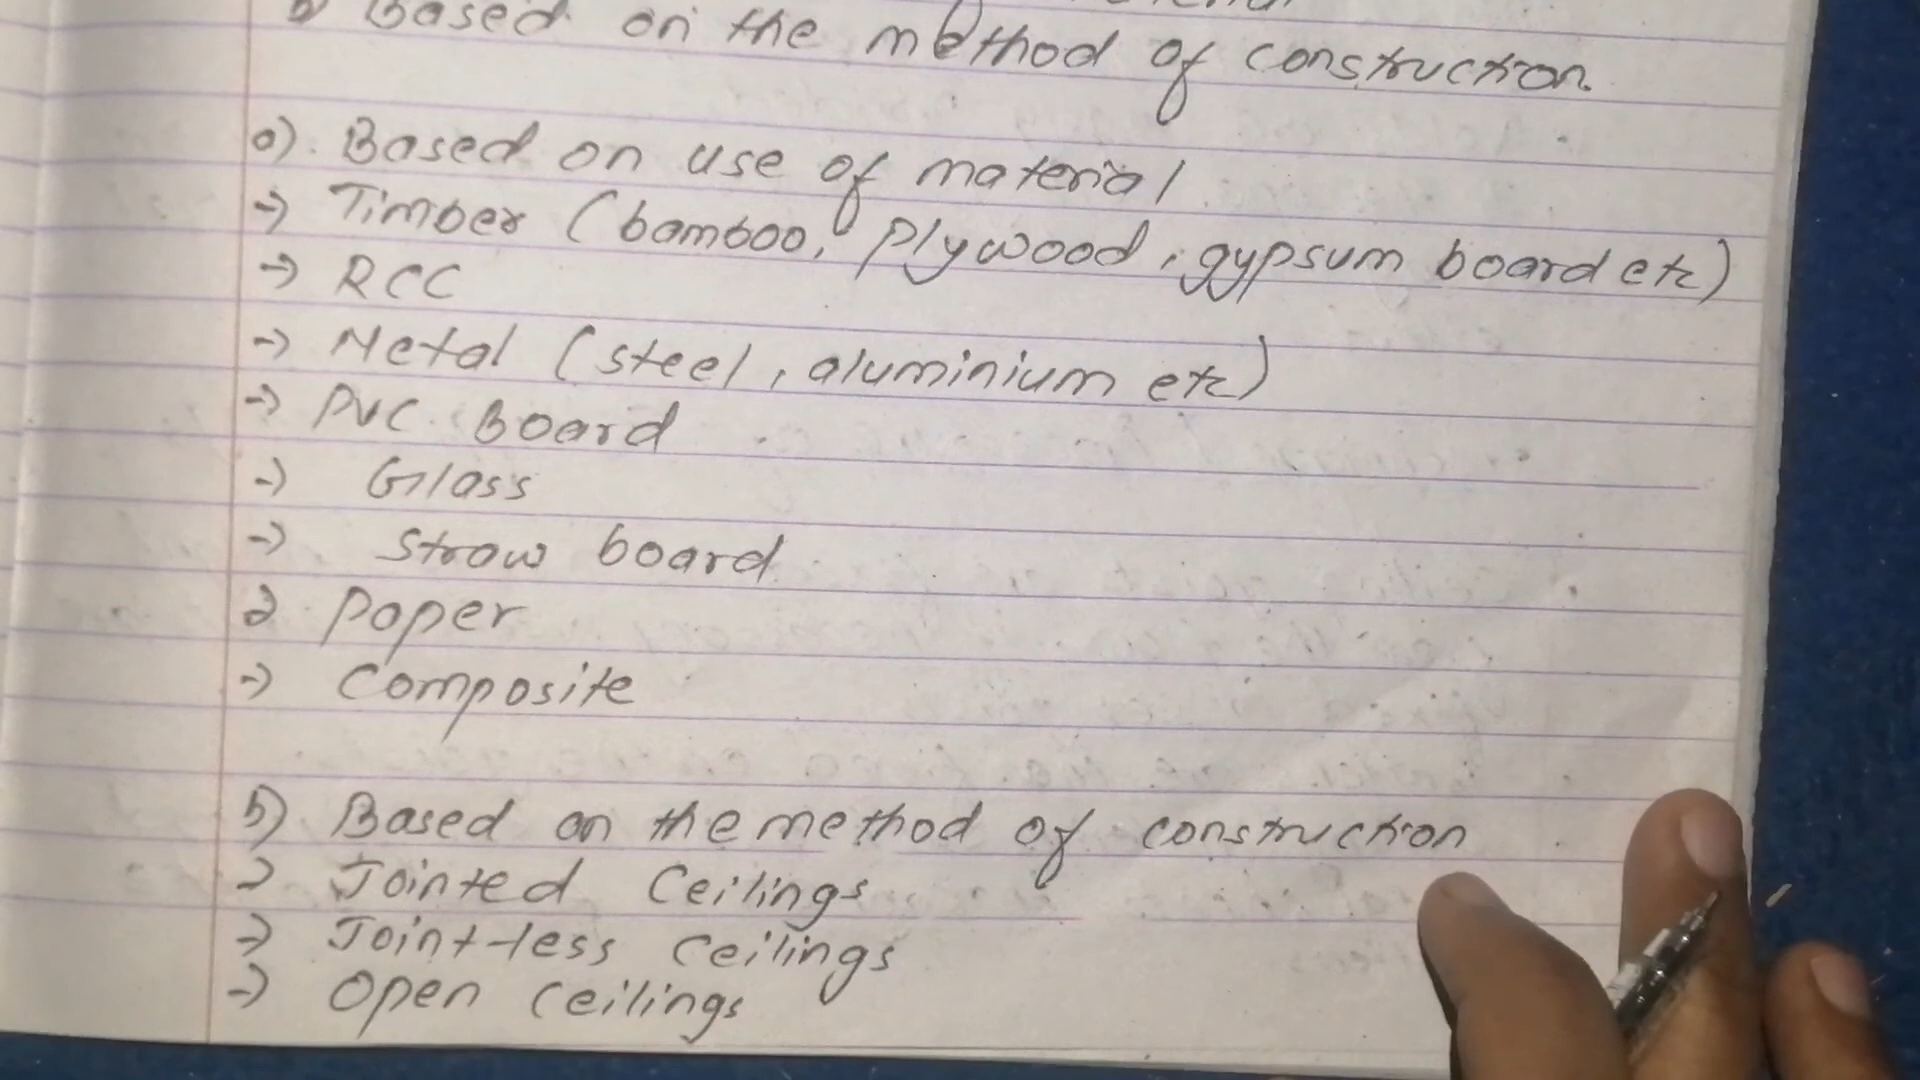 b) Based on the method of construction.
a). Based on use of material
→ Timber (bamboo, plywood, gypsum board etc)
→ RCC
→ Metal (steel, aluminium etc)
→ PVC Board
→ Glass
→ Straw board
→ Paper
→ Composite
b) Based on the method of construction
→ Jointed Ceilings
→ Joint-less Ceilings
→ Open Ceilings